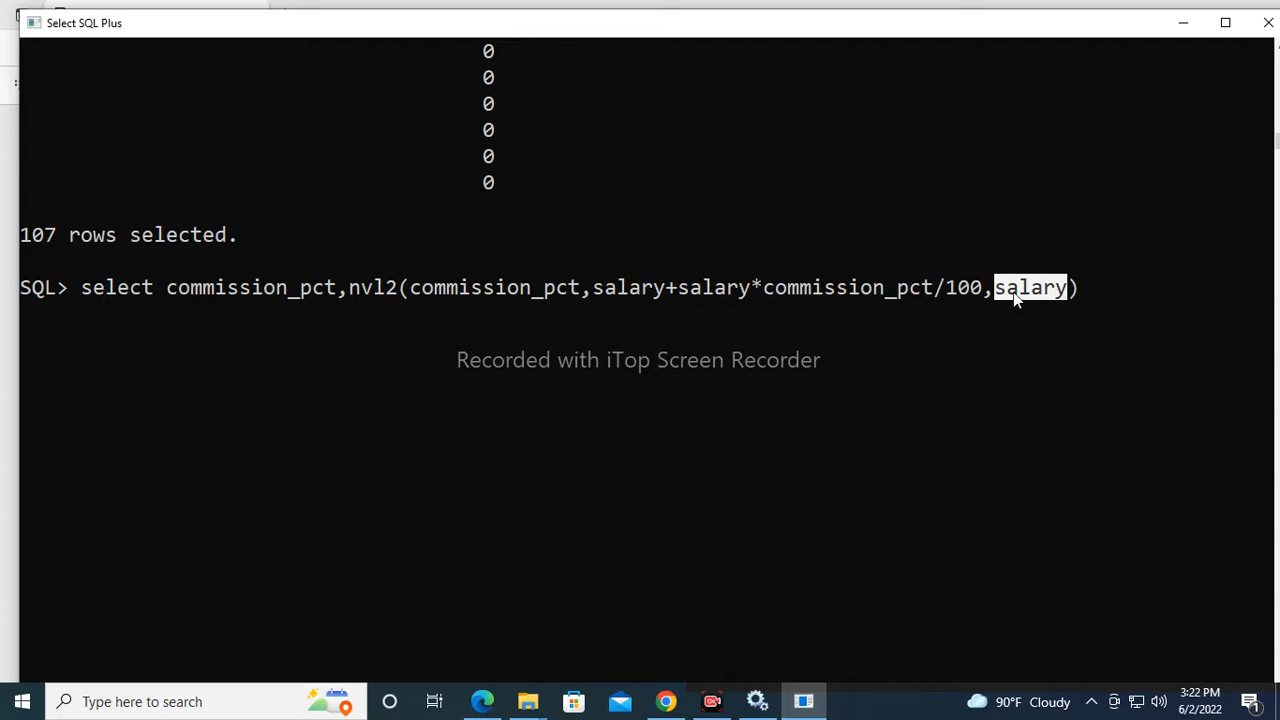 Select SQL Plus
0
0
0
0
0
0
107 rows selected.
SQL> select commission_pct,nvl2(commission_pct,salary+salary*commission_pct/100,salary)
Recorded with iTop Screen Recorder
Type here to search
90°F Cloudy
3:22 PM
6/2/2022
1